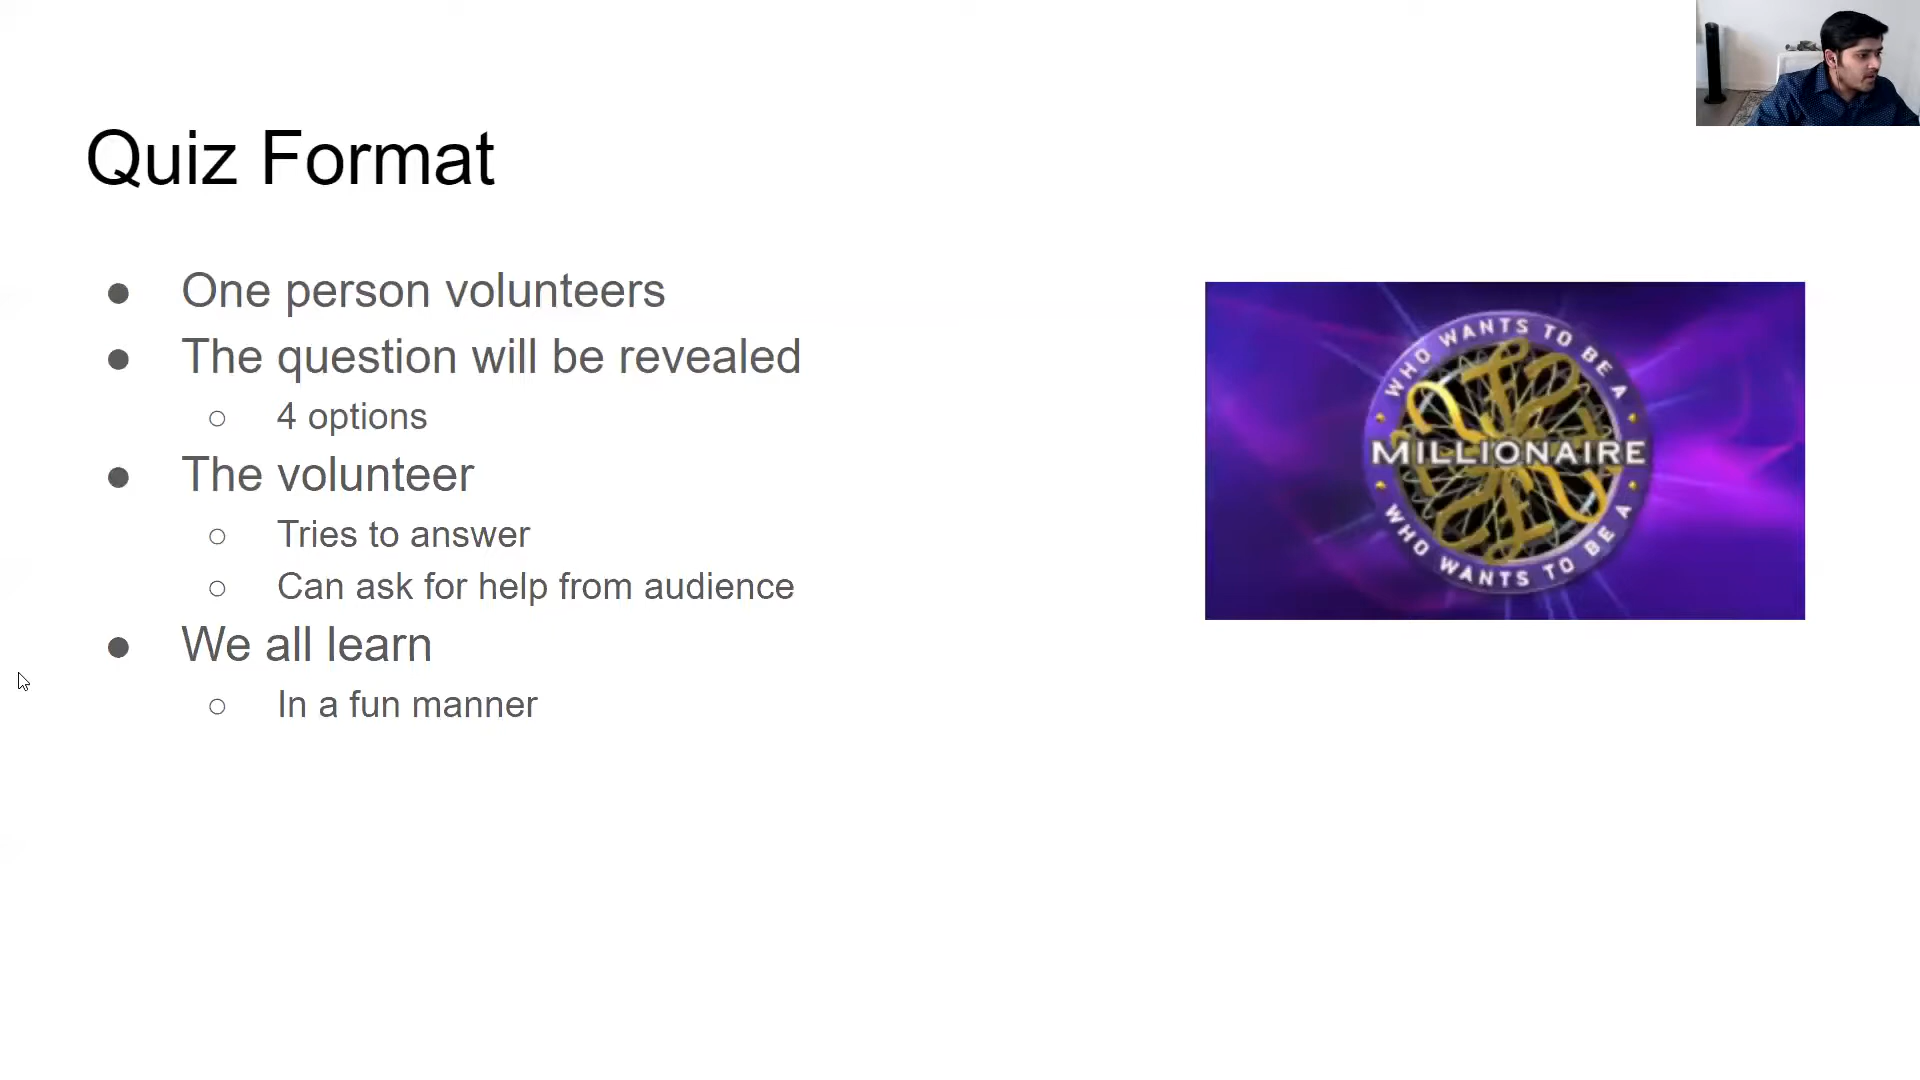 Quiz Format
One person volunteers
The question will be revealed
4 options
The volunteer
Tries to answer
Can ask for help from audience
We all learn
In a fun manner
WHO WANTS TO BE A
MILLIONAIRE
WHO WANTS TO BE A